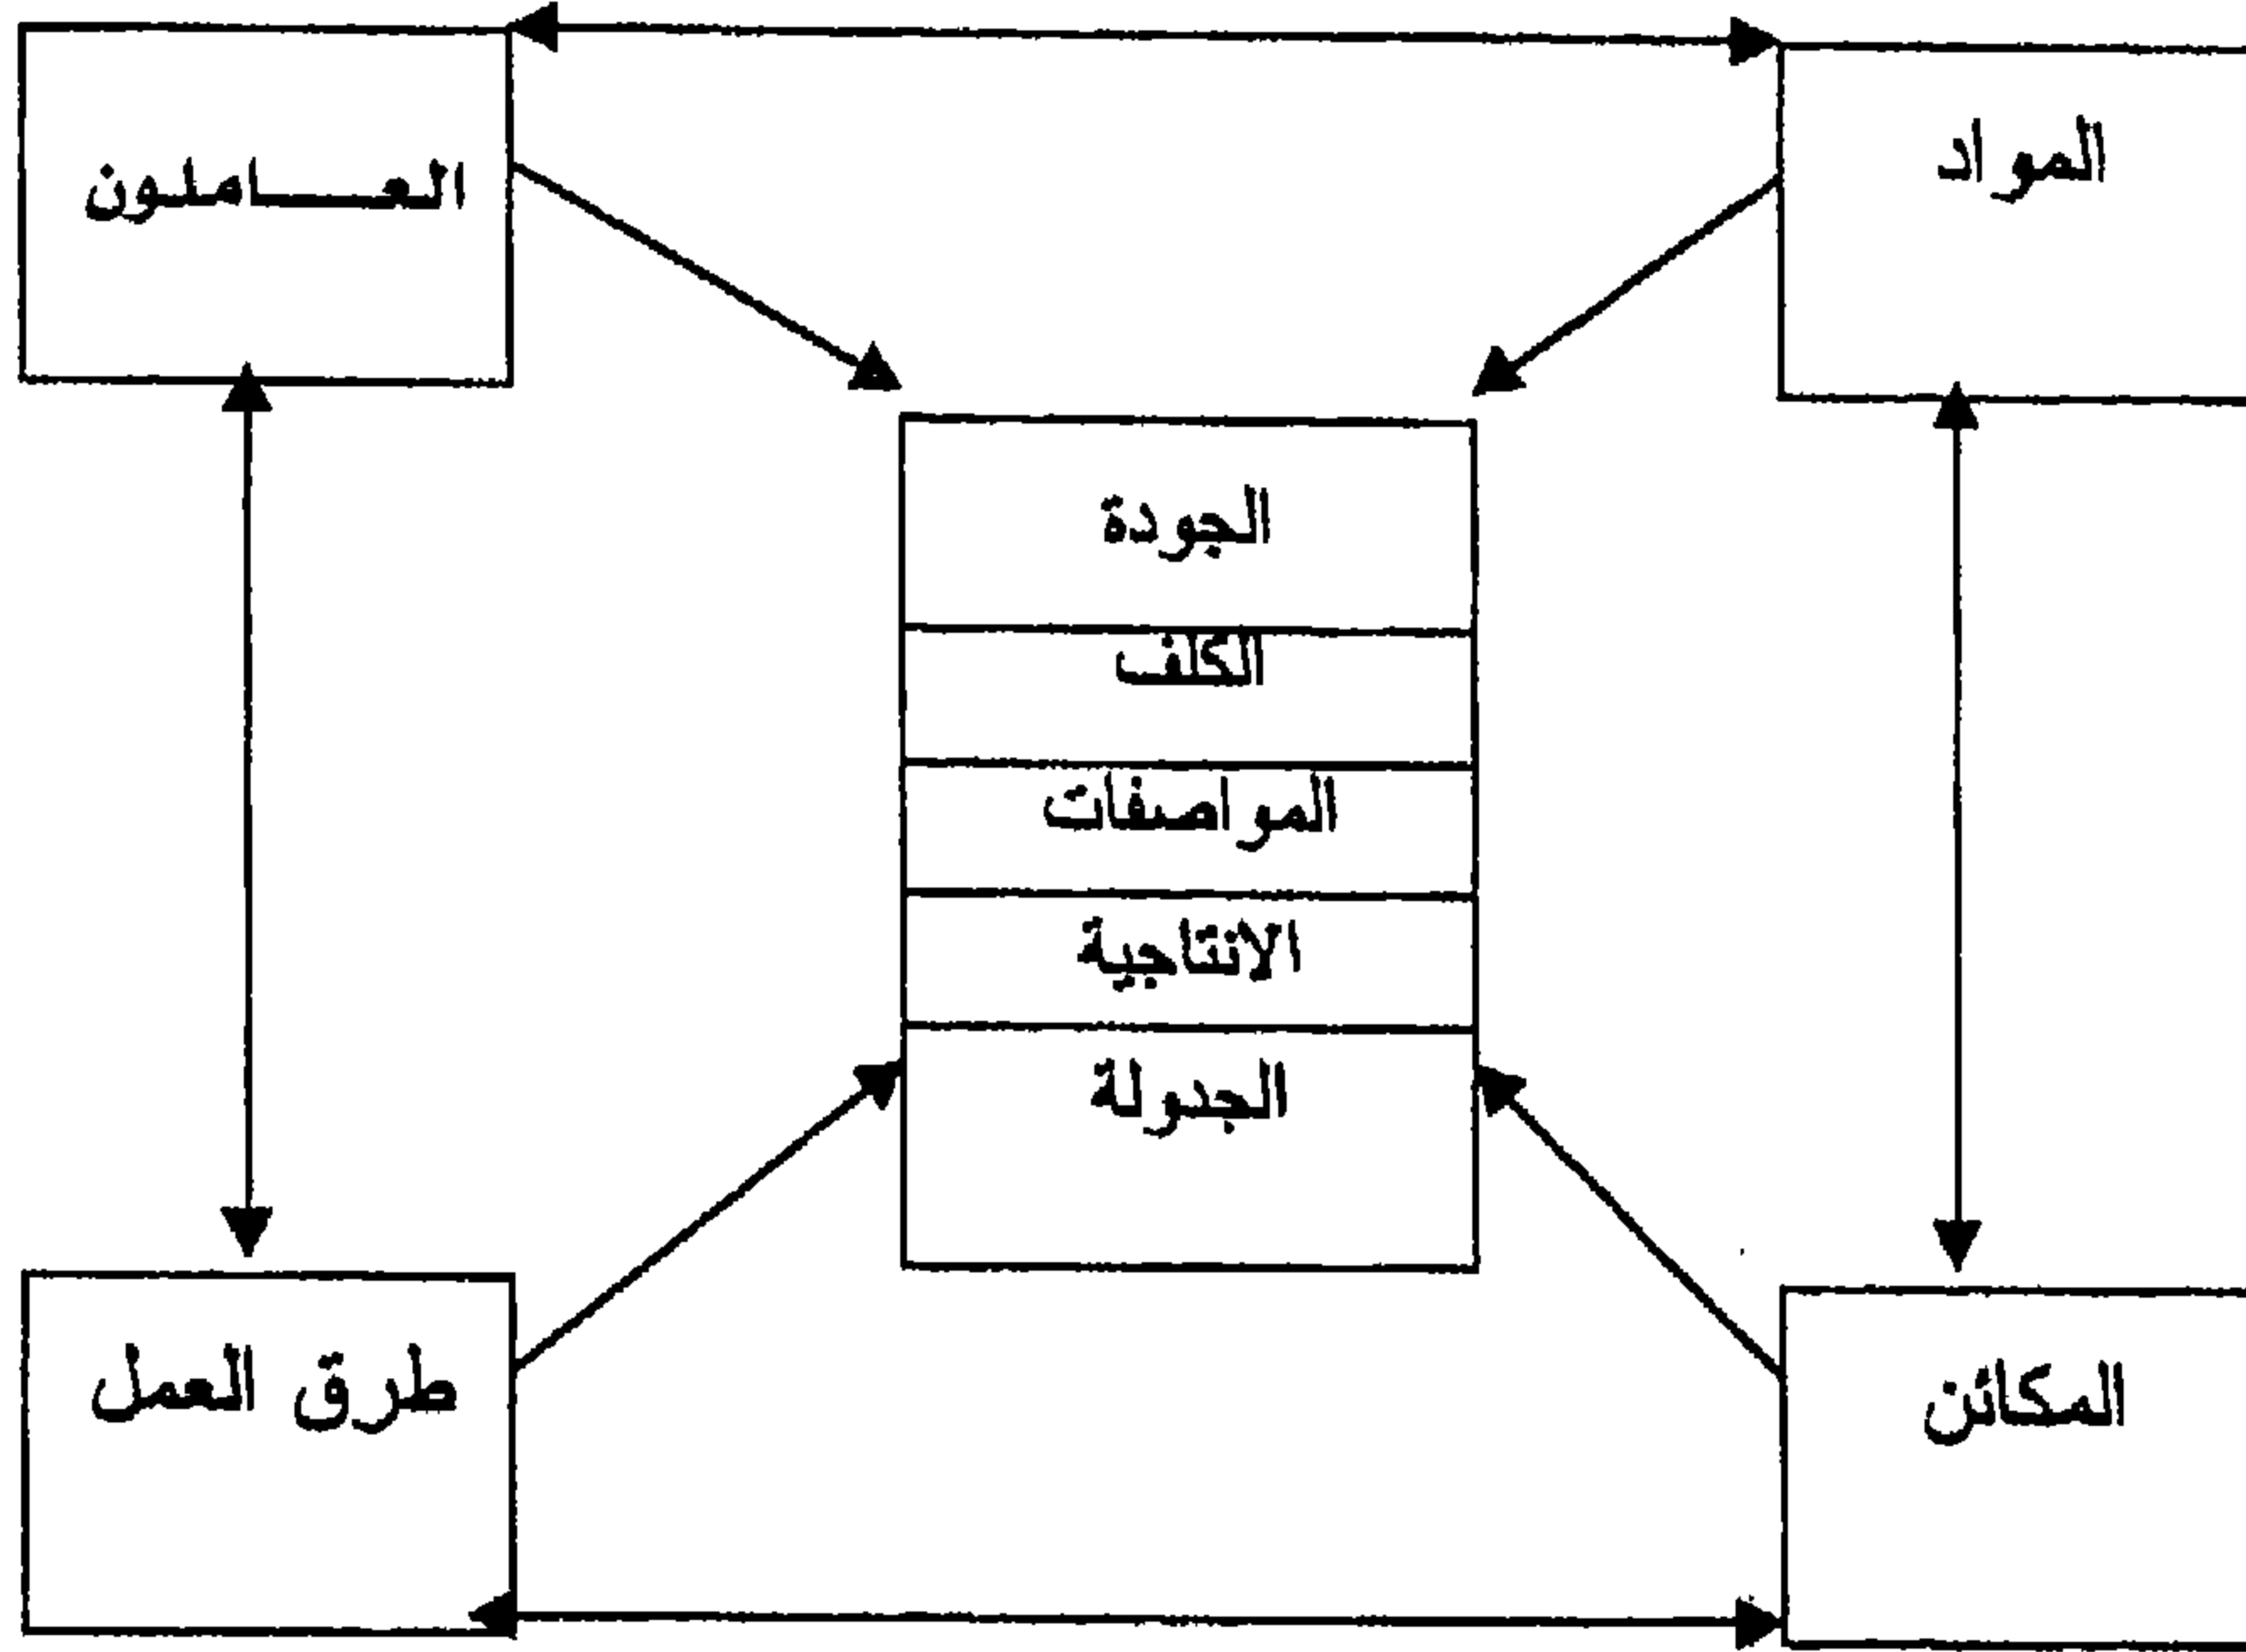 المواد
العـــاملون
الجودة
الكلف
المواصفات
الانتاجية
الجدولة
المكائن
طرق العمل